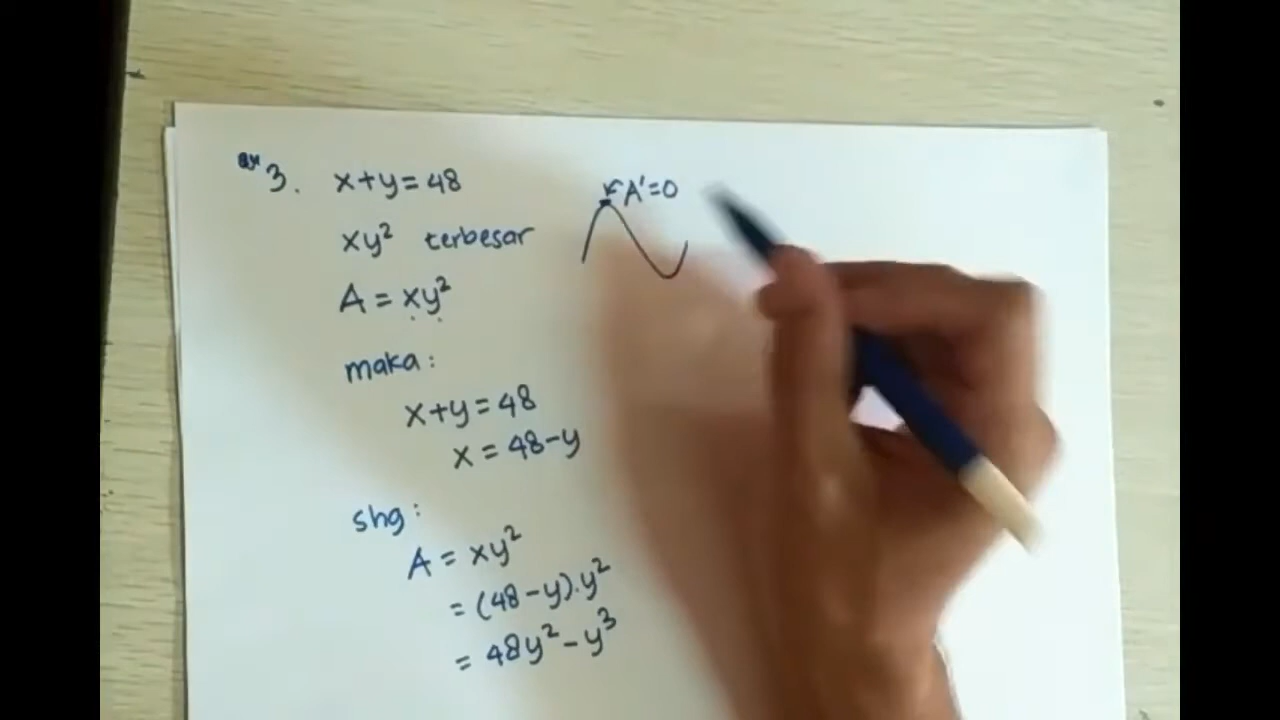 3. x+y=48
xy² terbesar
A = xy²
maka:
x+y=48
x = 48-y
shg:
A = xy²
= (48-y).y²
= 48y²-y³
A'=0